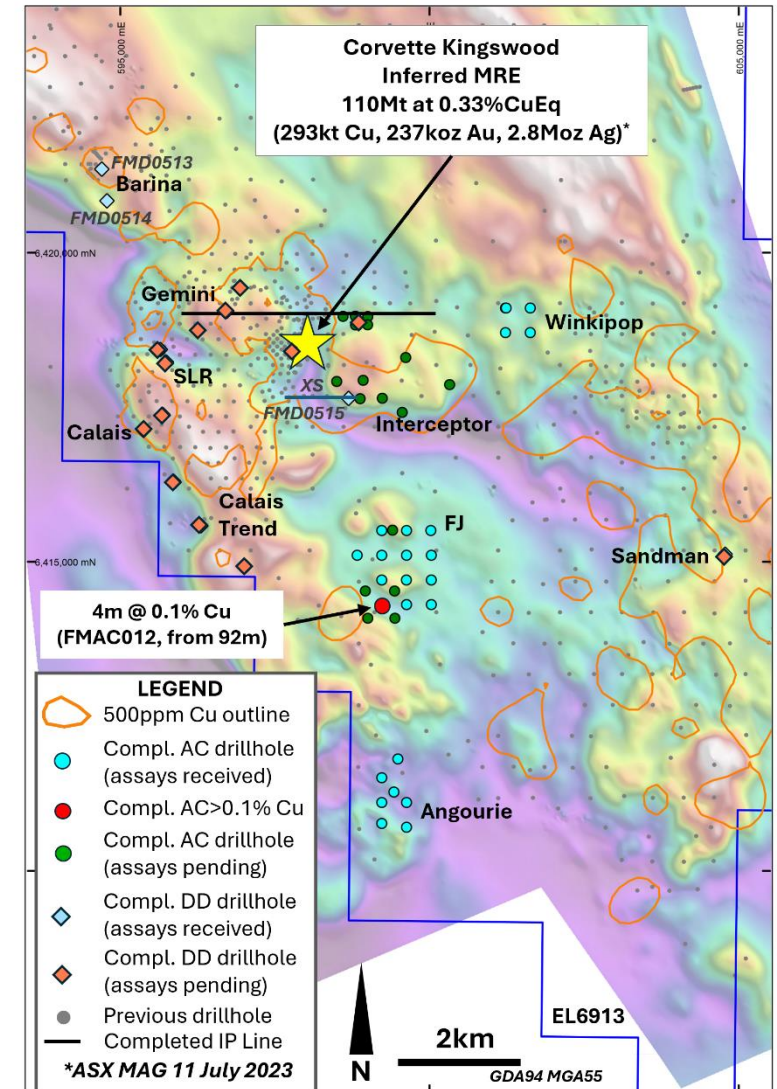 595,000 mE
605,000 mE
Corvette Kingswood
Inferred MRE
110Mt at 0.33%CuEq
(293kt Cu, 237koz Au, 2.8Moz Ag)*
FMD0513
Barina
FMD0514
6,420,000 mN
Gemini
Winkipop
SLR
XS
FMD0515
Calais
Interceptor
Calais
Trend
FJ
6,415,000 mN
Sandman
4m @ 0.1% Cu
(FMAC012, from 92m)
LEGEND
500ppm Cu outline
Compl. AC drillhole
(assays received)
Compl. AC>0.1% Cu
Compl. AC drillhole
(assays pending)
Compl. DD drillhole
(assays received)
Compl. DD drillhole
(assays pending)
Previous drillhole
Completed IP Line
*ASX MAG 11 July 2023
Angourie
EL6913
2km
N
GDA94 MGA55